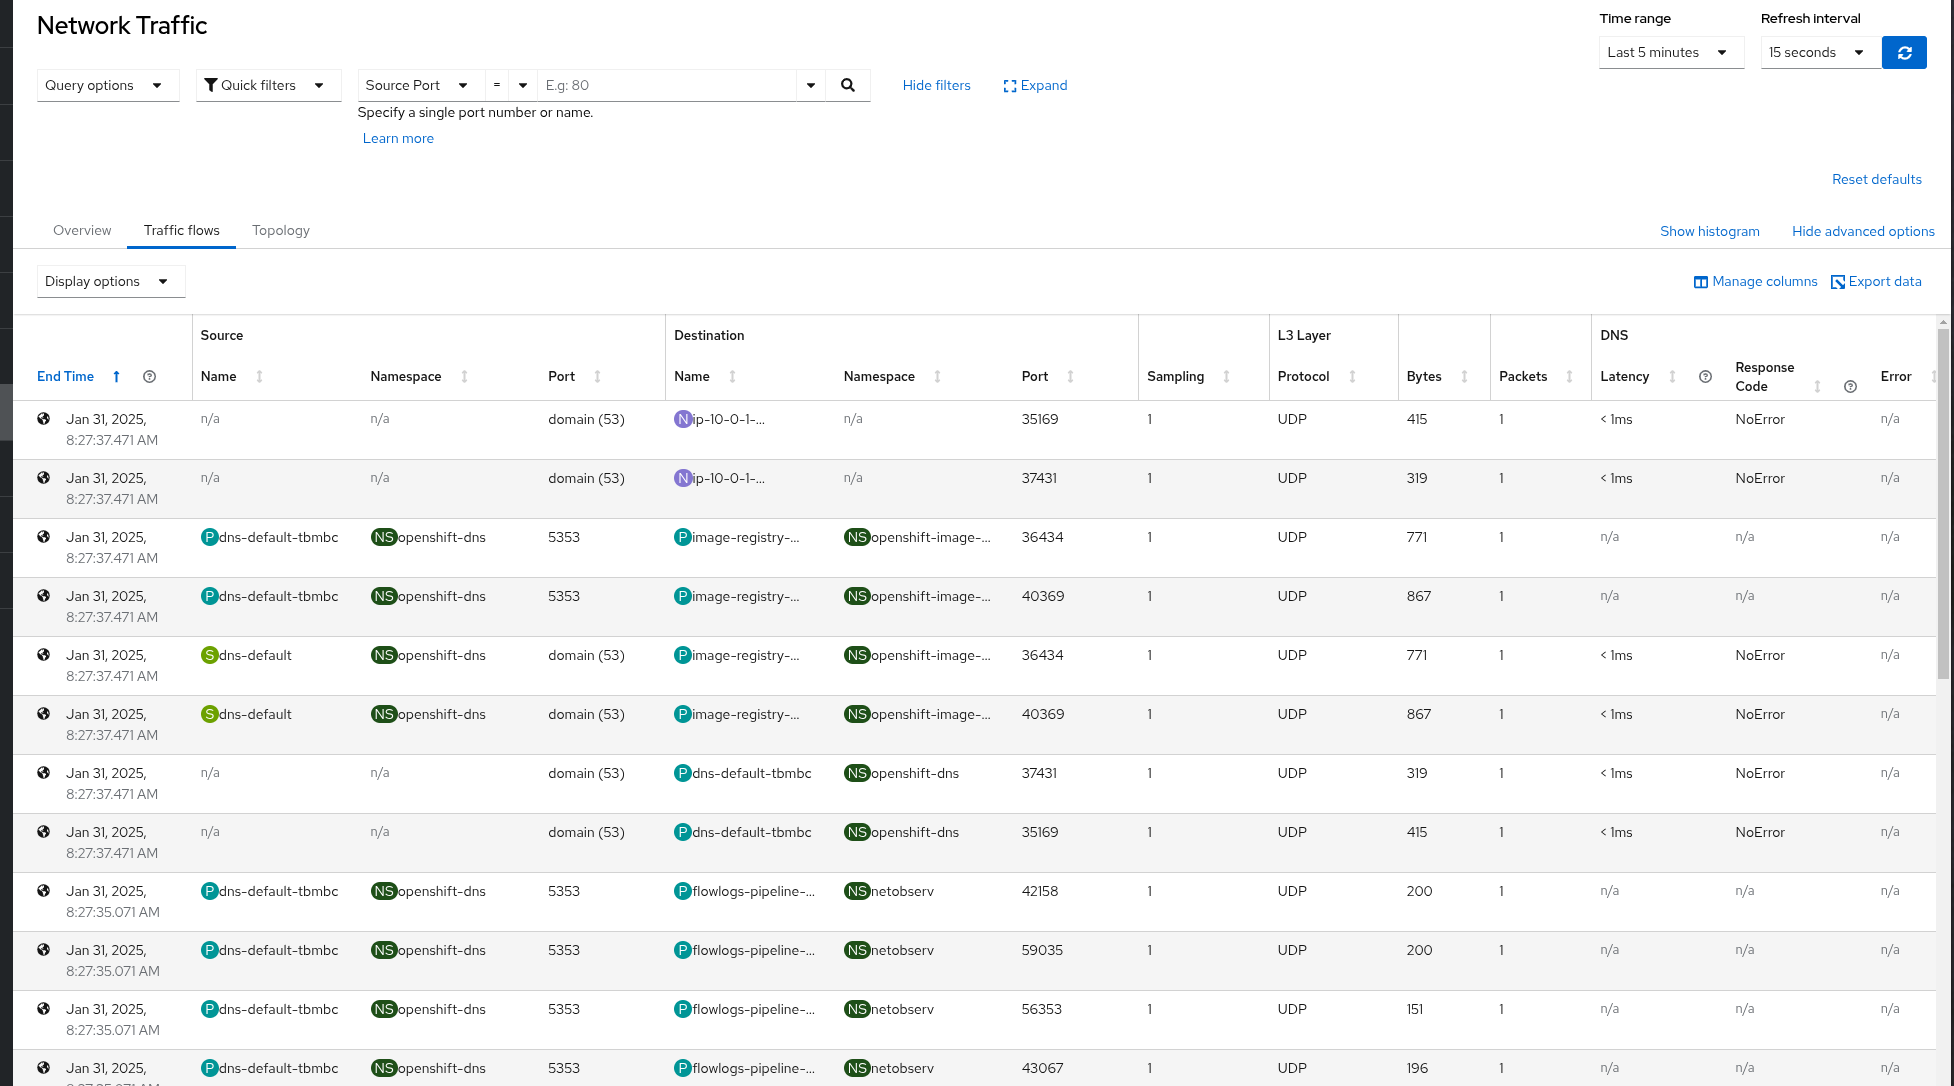 Network Traffic
Time range
Refresh interval
Last 5 minutes
15 seconds
Query options
Quick filters
Source Port
=
E.g: 80
Hide filters
Expand
Specify a single port number or name.
Learn more
Reset defaults
Overview
Traffic flows
Topology
Show histogram
Hide advanced options
Display options
Manage columns
Export data
Source
Destination
L3 Layer
DNS
End Time Name Namespace Port Name Namespace Port Sampling Protocol Bytes Packets Latency Response Code Error
Jan 31, 2025, n/a n/a domain (53) N ip-10-0-1-... n/a 35169 1 UDP 415 1 < 1ms NoError n/a
8:27:37.471 AM
Jan 31, 2025, n/a n/a domain (53) N ip-10-0-1-... n/a 37431 1 UDP 319 1 < 1ms NoError n/a
8:27:37.471 AM
Jan 31, 2025, P dns-default-tbmbc NS openshift-dns 5353 P image-registry-... NS openshift-image-... 36434 1 UDP 771 1 n/a n/a n/a
8:27:37.471 AM
Jan 31, 2025, P dns-default-tbmbc NS openshift-dns 5353 P image-registry-... NS openshift-image-... 40369 1 UDP 867 1 n/a n/a n/a
8:27:37.471 AM
Jan 31, 2025, S dns-default NS openshift-dns domain (53) P image-registry-... NS openshift-image-... 36434 1 UDP 771 1 < 1ms NoError n/a
8:27:37.471 AM
Jan 31, 2025, S dns-default NS openshift-dns domain (53) P image-registry-... NS openshift-image-... 40369 1 UDP 867 1 < 1ms NoError n/a
8:27:37.471 AM
Jan 31, 2025, n/a n/a domain (53) P dns-default-tbmbc NS openshift-dns 37431 1 UDP 319 1 < 1ms NoError n/a
8:27:37.471 AM
Jan 31, 2025, n/a n/a domain (53) P dns-default-tbmbc NS openshift-dns 35169 1 UDP 415 1 < 1ms NoError n/a
8:27:37.471 AM
Jan 31, 2025, P dns-default-tbmbc NS openshift-dns 5353 P flowlogs-pipeline-... NS netobserv 42158 1 UDP 200 1 n/a n/a n/a
8:27:35.071 AM
Jan 31, 2025, P dns-default-tbmbc NS openshift-dns 5353 P flowlogs-pipeline-... NS netobserv 59035 1 UDP 200 1 n/a n/a n/a
8:27:35.071 AM
Jan 31, 2025, P dns-default-tbmbc NS openshift-dns 5353 P flowlogs-pipeline-... NS netobserv 56353 1 UDP 151 1 n/a n/a n/a
8:27:35.071 AM
Jan 31, 2025, P dns-default-tbmbc NS openshift-dns 5353 P flowlogs-pipeline-... NS netobserv 43067 1 UDP 196 1 n/a n/a n/a